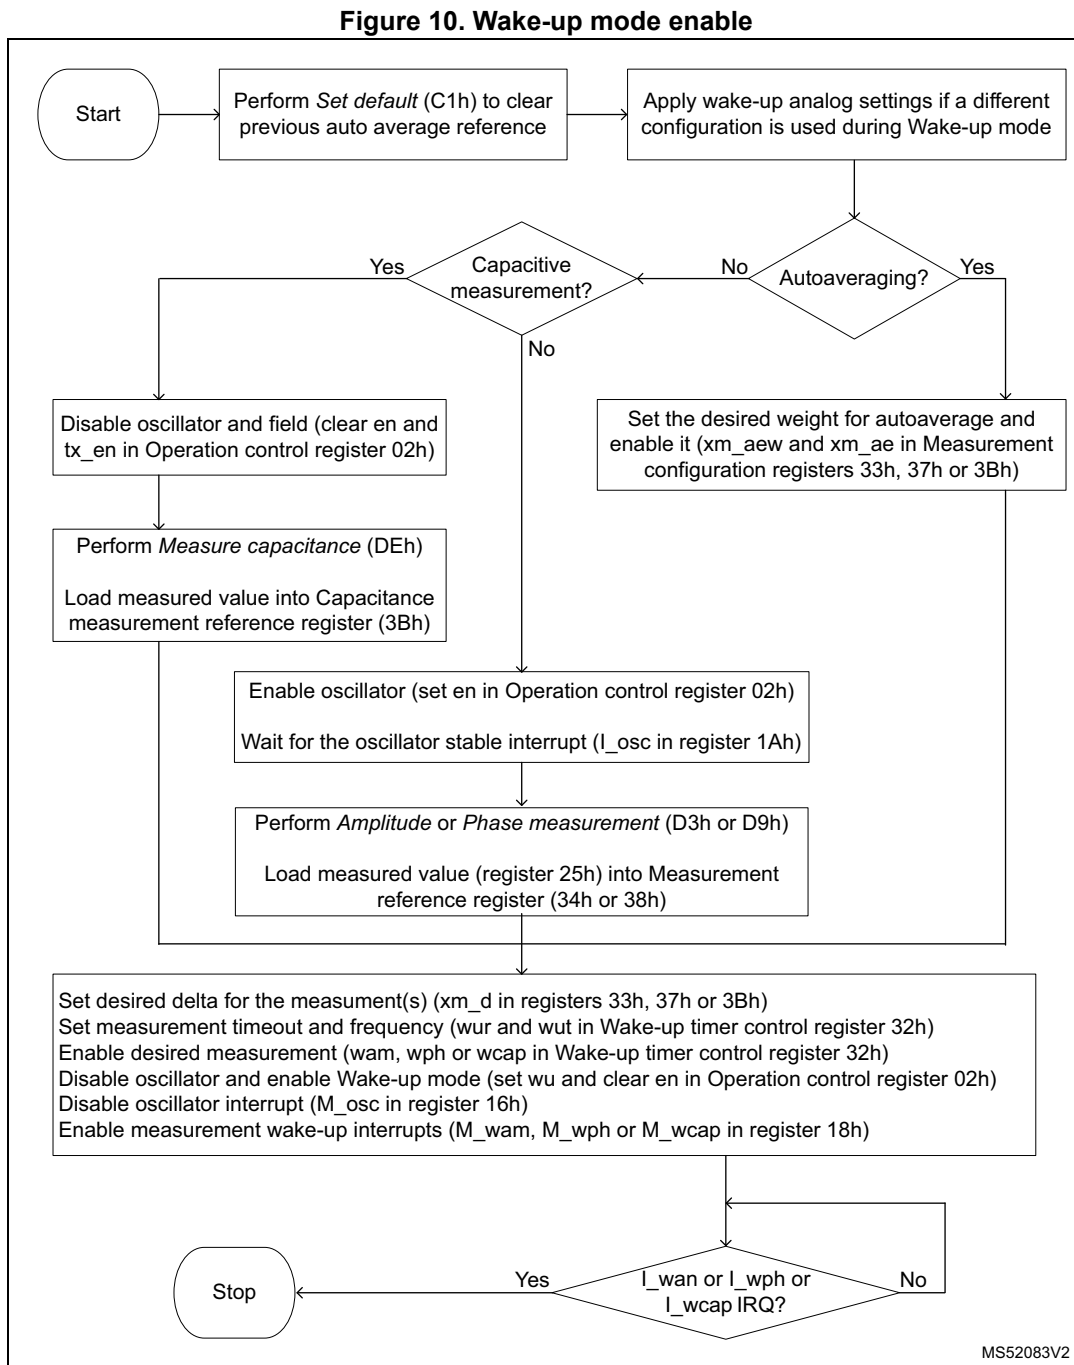 Figure 10. Wake-up mode enable
Start
Perform Set default (C1h) to clear
previous auto average reference
Apply wake-up analog settings if a different
configuration is used during Wake-up mode
Autoaveraging?
No
Yes
Capacitive
measurement?
Yes
No
Disable oscillator and field (clear en and
tx_en in Operation control register 02h)
Set the desired weight for autoaverage and
enable it (xm_aew and xm_ae in Measurement
configuration registers 33h, 37h or 3Bh)
Perform Measure capacitance (DEh)
Load measured value into Capacitance
measurement reference register (3Bh)
Enable oscillator (set en in Operation control register 02h)
Wait for the oscillator stable interrupt (I_osc in register 1Ah)
Perform Amplitude or Phase measurement (D3h or D9h)
Load measured value (register 25h) into Measurement
reference register (34h or 38h)
Set desired delta for the measument(s) (xm_d in registers 33h, 37h or 3Bh)
Set measurement timeout and frequency (wur and wut in Wake-up timer control register 32h)
Enable desired measurement (wam, wph or wcap in Wake-up timer control register 32h)
Disable oscillator and enable Wake-up mode (set wu and clear en in Operation control register 02h)
Disable oscillator interrupt (M_osc in register 16h)
Enable measurement wake-up interrupts (M_wam, M_wph or M_wcap in register 18h)
I_wan or I_wph or
I_wcap IRQ?
Yes
No
Stop
MS52083V2